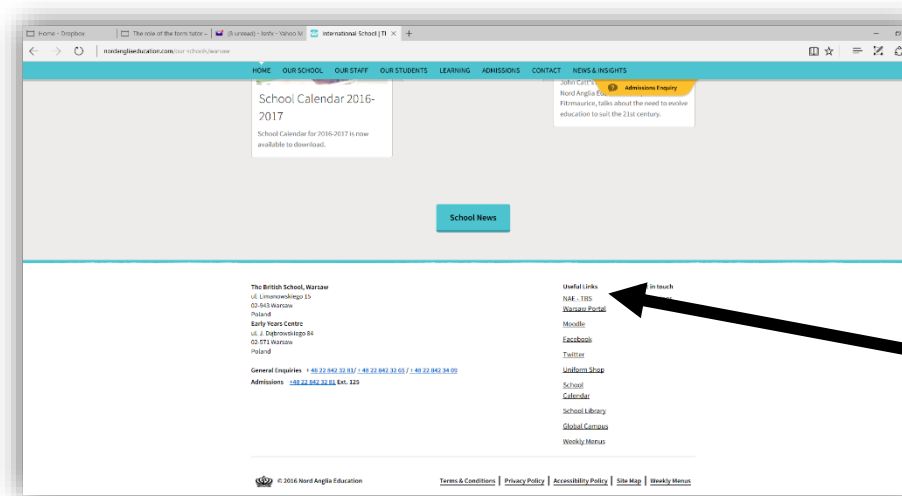 Home - Dropbox
The role of the form tutor -
(8 unread) - - Yahoo M
International School | Tl
+
nordangliaeducation.com/our-schools/warsaw
HOME OUR SCHOOL OUR STAFF OUR STUDENTS LEARNING ADMISSIONS CONTACT NEWS & INSIGHTS
Admissions Enquiry
School Calendar 2016-
2017
School Calendar for 2016-2017 is now
available to download.
John Catt's
Nord Anglia
Fitzmaurice, talks about the need to evolve
education to suit the 21st century.
School News
The British School, Warsaw
ul. Limanowskiego 15
02-943 Warsaw
Poland
Early Years Centre
ul. J. Dąbrowskiego 84
02-571 Warsaw
Poland
General Enquiries +48 22 842 32 81/ +48 22 842 32 65 / +48 22 842 34 09
Admissions +48 22 842 32 81 Ext. 125
Useful Links
NAE - TBS
Warsaw Portal
Moodle
Facebook
Twitter
Uniform Shop
School
Calendar
School Library
Global Campus
Weekly Menus
in touch
© 2016 Nord Anglia Education
Terms & Conditions | Privacy Policy | Accessibility Policy | Site Map | Weekly Menus